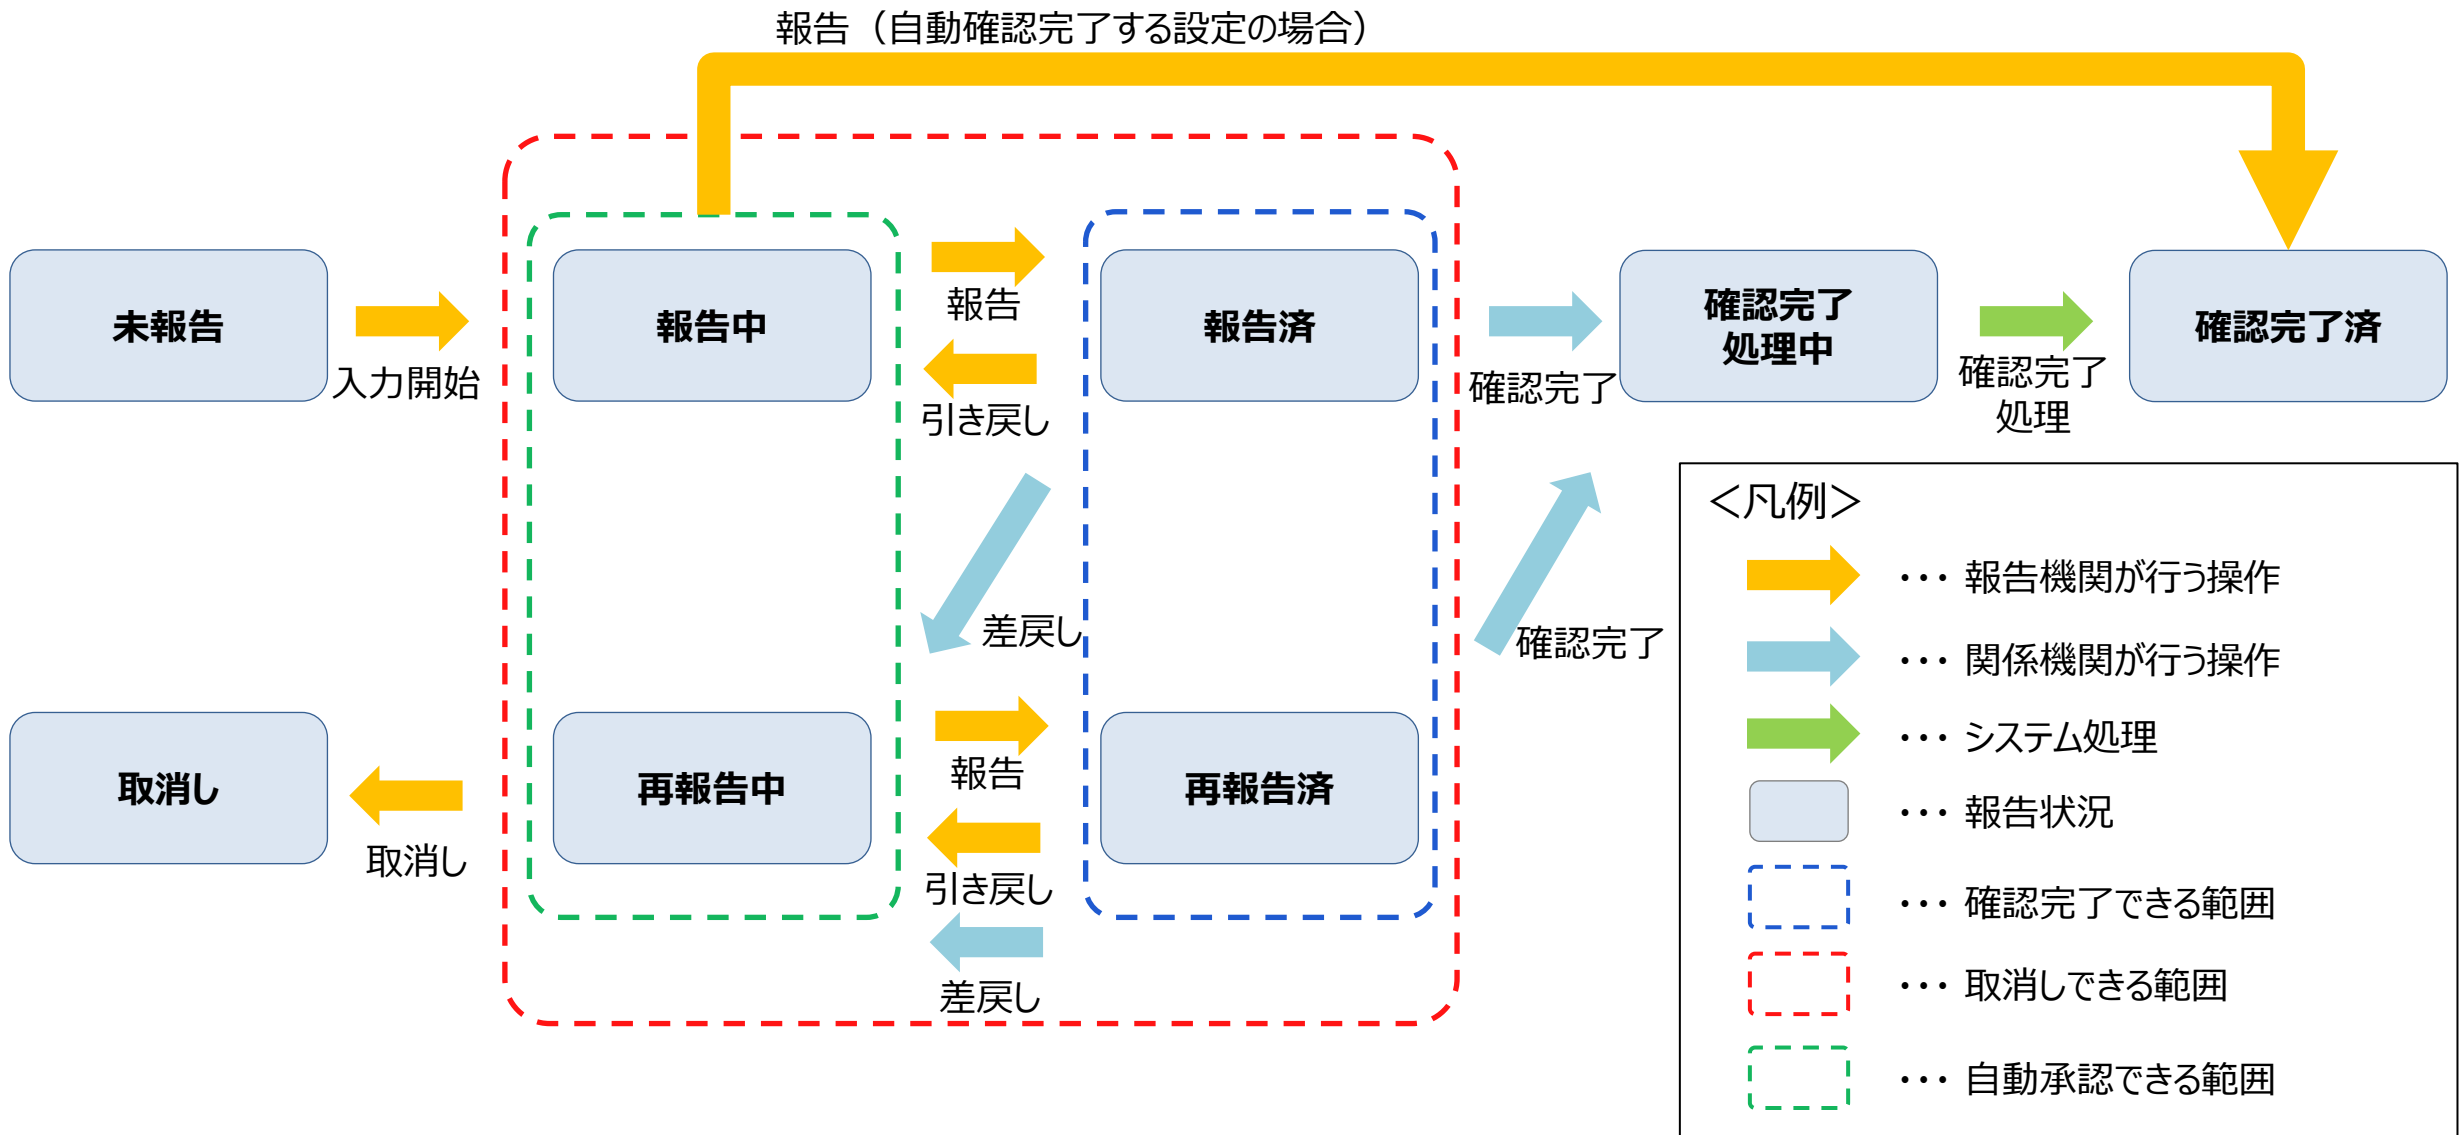 報告（自動確認完了する設定の場合）
未報告
入力開始
報告中
報告
引き戻し
報告済
確認完了
確認完了
処理中
確認完了
処理
確認完了済
差戻し
確認完了
取消し
取消し
再報告中
報告
引き戻し
差戻し
再報告済
＜凡例＞
・・・ 報告機関が行う操作
・・・ 関係機関が行う操作
・・・ システム処理
・・・ 報告状況
・・・ 確認完了できる範囲
・・・ 取消しできる範囲
・・・ 自動承認できる範囲